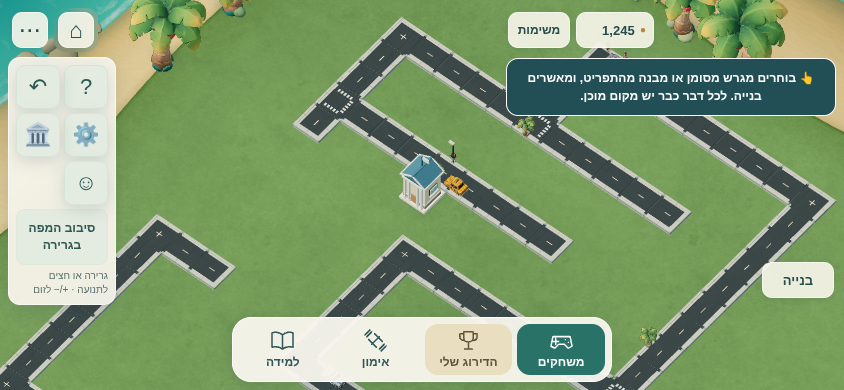 משימות
1,245
👆 בוחרים מגרש מסומן או מבנה מהתפריט, ומאשרים
בנייה. לכל דבר כבר יש מקום מוכן.
?
סיבוב המפה
בגרירה
גרירה או חצים
לתנועה · +/− לזום
בנייה
משחקים
הדירוג שלי
אימון
למידה